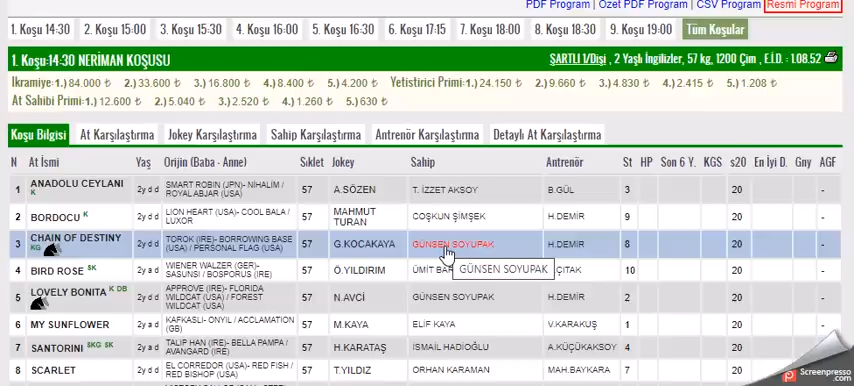 PDF Program | Özet PDF Program | CSV Program | Resmi Program
1. Koşu 14:30 2. Koşu 15:00 3. Koşu 15:30 4. Koşu 16:00 5. Koşu 16:30 6. Koşu 17:15 7. Koşu 18:00 8. Koşu 18:30 9. Koşu 19:00 Tüm Koşular
1. Koşu:14:30 NERİMAN KOŞUSU ŞARTLI 1/Dişi , 2 Yaşlı İngilizler, 57 kg, 1200 Çim , E.İ.D. : 1.08.52
İkramiye:1.) 84.000 ₺ 2.) 33.600 ₺ 3.) 16.800 ₺ 4.) 8.400 ₺ 5.) 4.200 ₺ Yetistirici Primi:1.) 24.150 ₺ 2.) 9.660 ₺ 3.) 4.830 ₺ 4.) 2.415 ₺ 5.) 1.208 ₺
At Sahibi Primi:1.) 12.600 ₺ 2.) 5.040 ₺ 3.) 2.520 ₺ 4.) 1.260 ₺ 5.) 630 ₺
Koşu Bilgisi At Karşılaştırma Jokey Karşılaştırma Sahip Karşılaştırma Antrenör Karşılaştırma Detaylı At Karşılaştırma
N At İsmi Yaş Orijin (Baba - Anne) Sıklet Jokey Sahip Antrenör St HP Son 6 Y. KGS s20 En İyi D. Gny AGF
1 ANADOLU CEYLANI K 2y d d SMART ROBIN (JPN)- NİHALİM / ROYAL ABJAR (USA) 57 A.SÖZEN T. İZZET AKSOY B.GÜL 3 20 -
2 BORDOCU K 2y d d LION HEART (USA)- COOL BALA / LUXOR 57 MAHMUT TURAN COŞKUN ŞİMŞEK H.DEMİR 9 20 -
3 CHAIN OF DESTINY KG 2y d d TOROK (IRE)- BORROWING BASE (USA) / PERSONAL FLAG (USA) 57 G.KOCAKAYA GÜNSEN SOYUPAK H.DEMİR 8 20 -
4 BIRD ROSE SK 2y a d WIENER WALZER (GER)- SASUNSI / BOSPORUS (IRE) 57 Ö.YILDIRIM ÜMİT ÇITAK 10 20 -
GÜNSEN SOYUPAK
5 LOVELY BONITA K DB 2y d d APPROVE (IRE)- FLORIDA WILDCAT (USA) / FOREST WILDCAT (USA) 57 N.AVCİ GÜNSEN SOYUPAK H.DEMİR 2 20 -
6 MY SUNFLOWER 2y a d KAFKASLI- ONYIL / ACCLAMATION (GB) 57 M.KAYA ELİF KAYA V.KARAKUŞ 1 20 -
7 SANTORINI SKG SK 2y a d TALIP HAN (IRE)- BELLA PAMPA / AVANGARD (IRE) 57 H.KARATAŞ ISMAIL HADİOĞLU A.KÜÇÜKAKSOY 4 20 -
8 SCARLET 2y a d EL CORREDOR (USA)- RED FISH / RED BISHOP (USA) 57 T.YILDIZ ORHAN KARAMAN MAH.BAYKARA 7
Screenpresso
.com